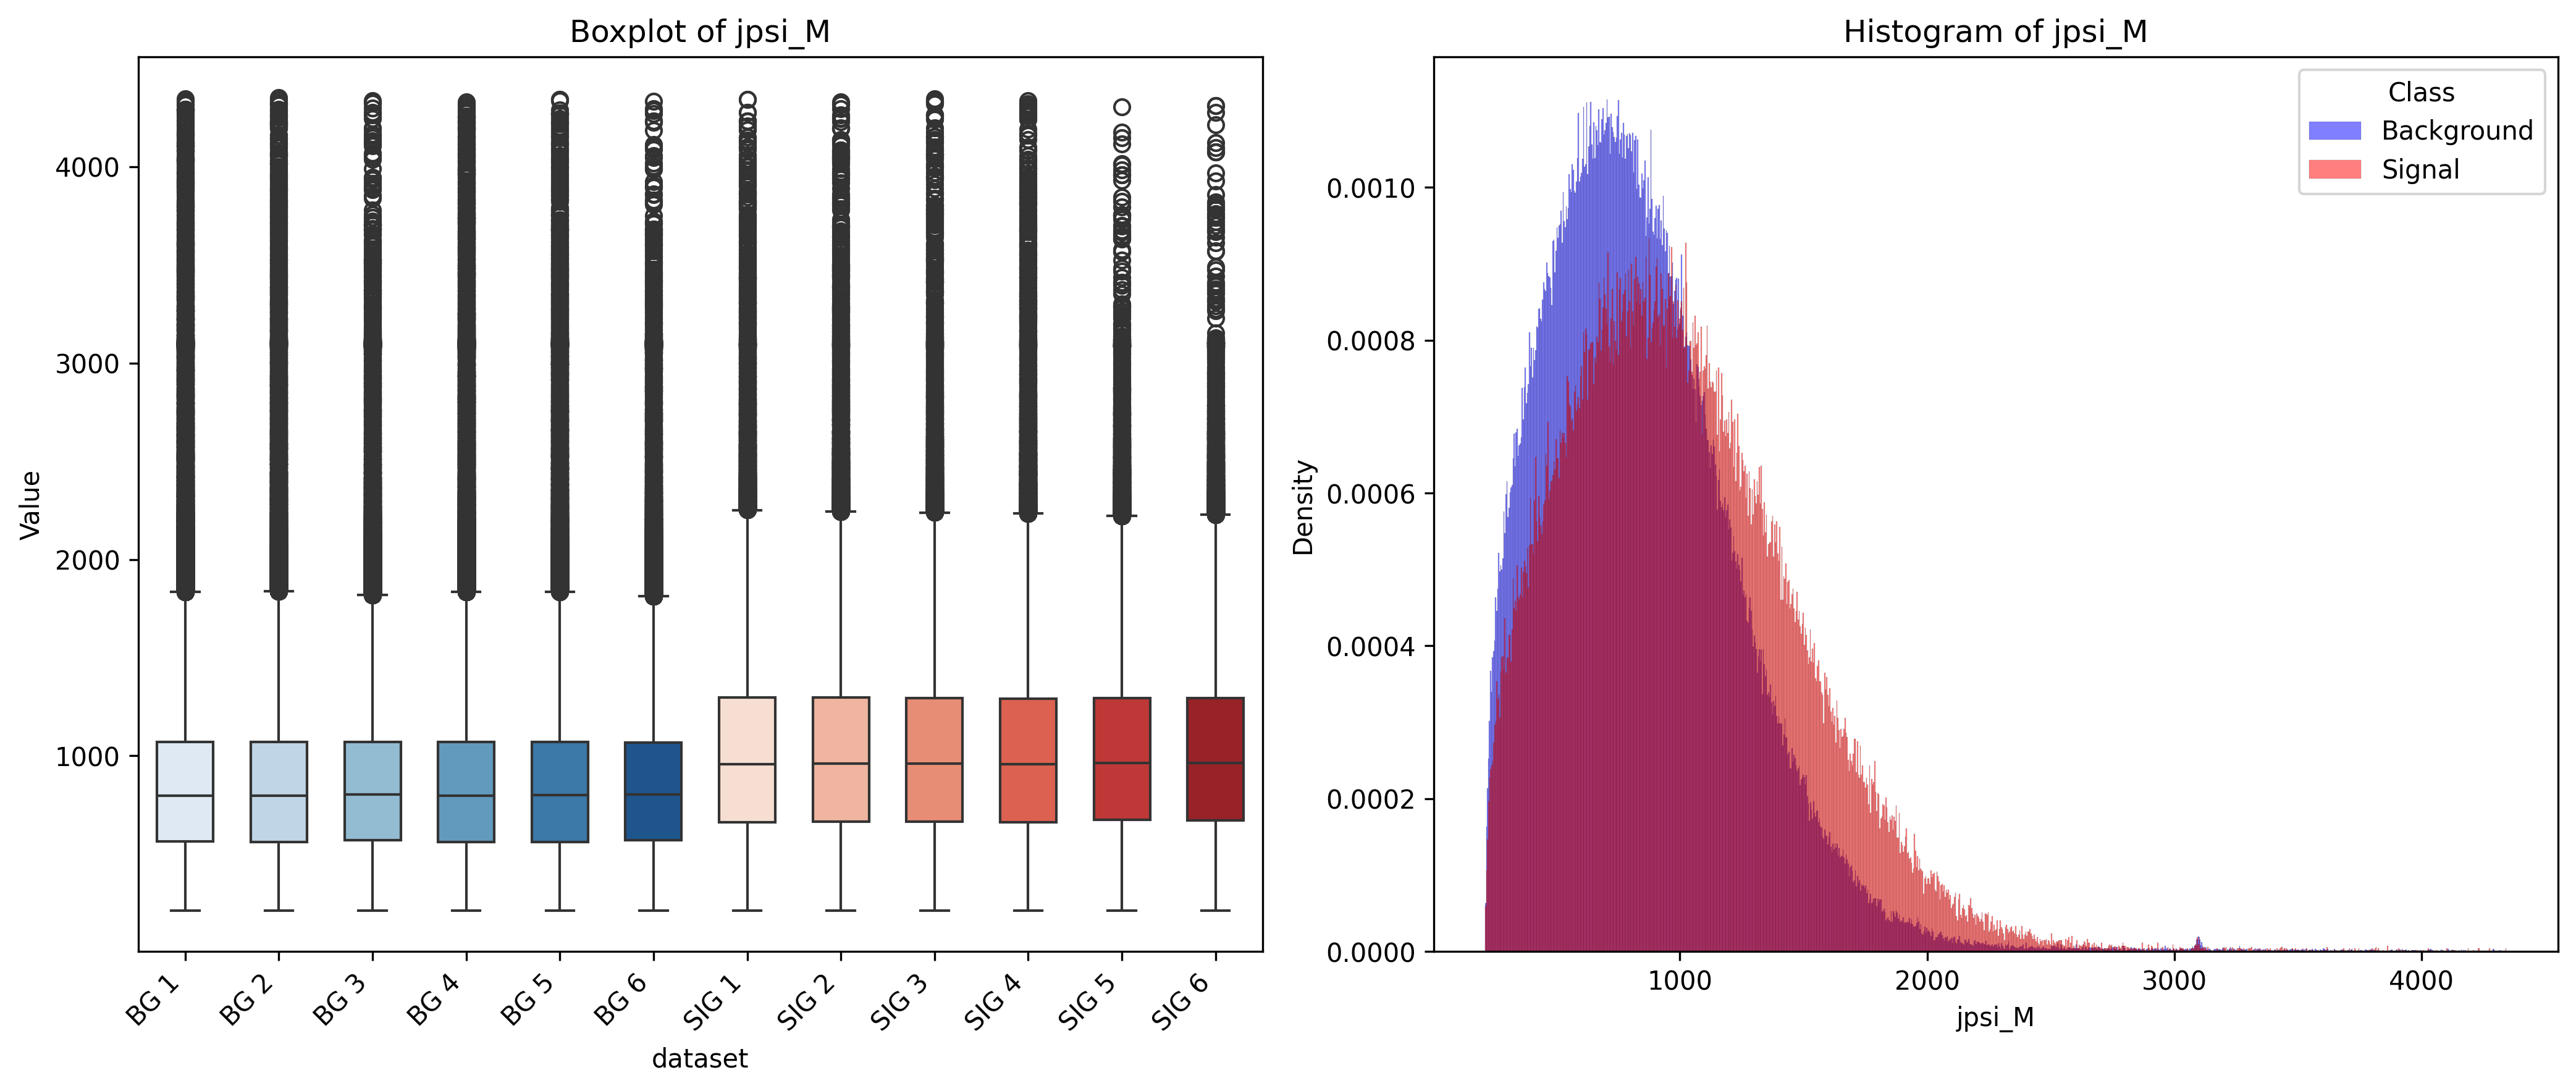 Boxplot of jpsi_M
Value
4000
3000
2000
1000
BG 1
BG 2
BG 3
BG 4
BG 5
BG 6
SIG 1
SIG 2
SIG 3
SIG 4
SIG 5
SIG 6
dataset
Histogram of jpsi_M
Class
Background
Signal
Density
0.0010
0.0008
0.0006
0.0004
0.0002
0.0000
1000
2000
3000
4000
jpsi_M